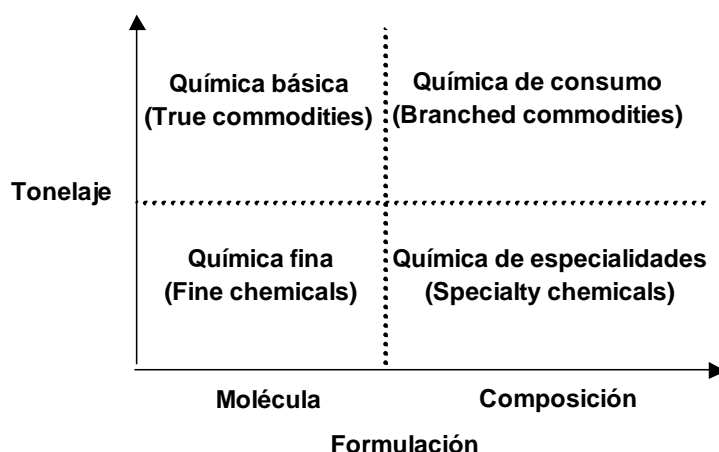 Química básica
(True commodities)
Química de consumo
(Branched commodities)
Tonelaje
Química fina
(Fine chemicals)
Química de especialidades
(Specialty chemicals)
Molécula
Composición
Formulación